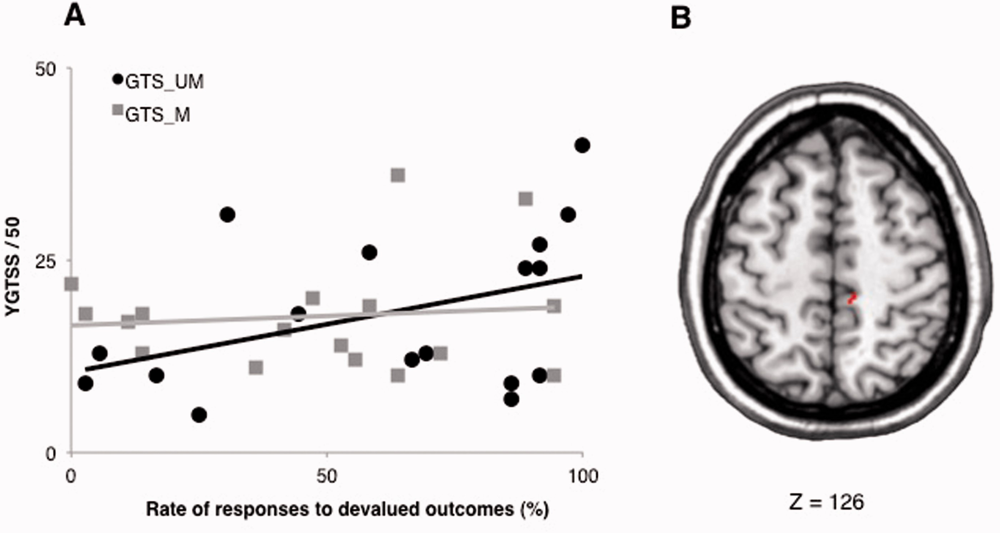 A
B
50
GTS_UM
GTS_M
YGTSS / 50
25
0
0
50
100
Rate of responses to devalued outcomes (%)
Z = 126